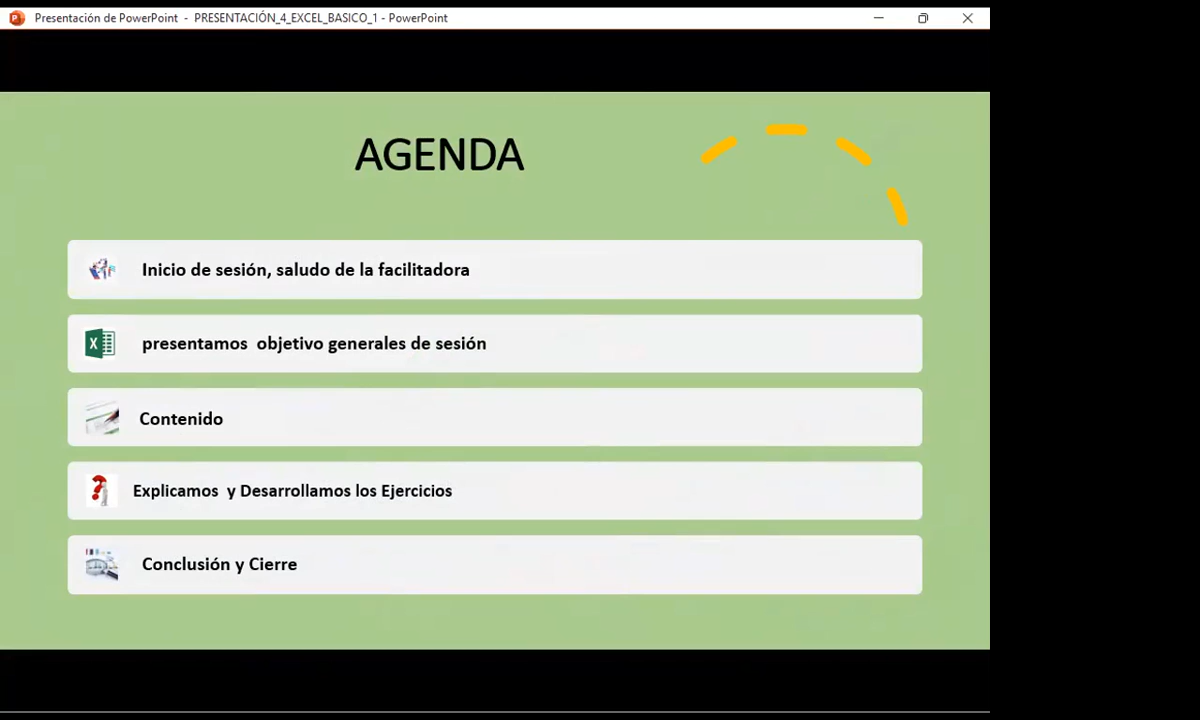 Presentación de PowerPoint - PRESENTACIÓN_4_EXCEL_BASICO_1 - PowerPoint
AGENDA
Inicio de sesión, saludo de la facilitadora
presentamos objetivo generales de sesión
Contenido
Explicamos y Desarrollamos los Ejercicios
Conclusión y Cierre